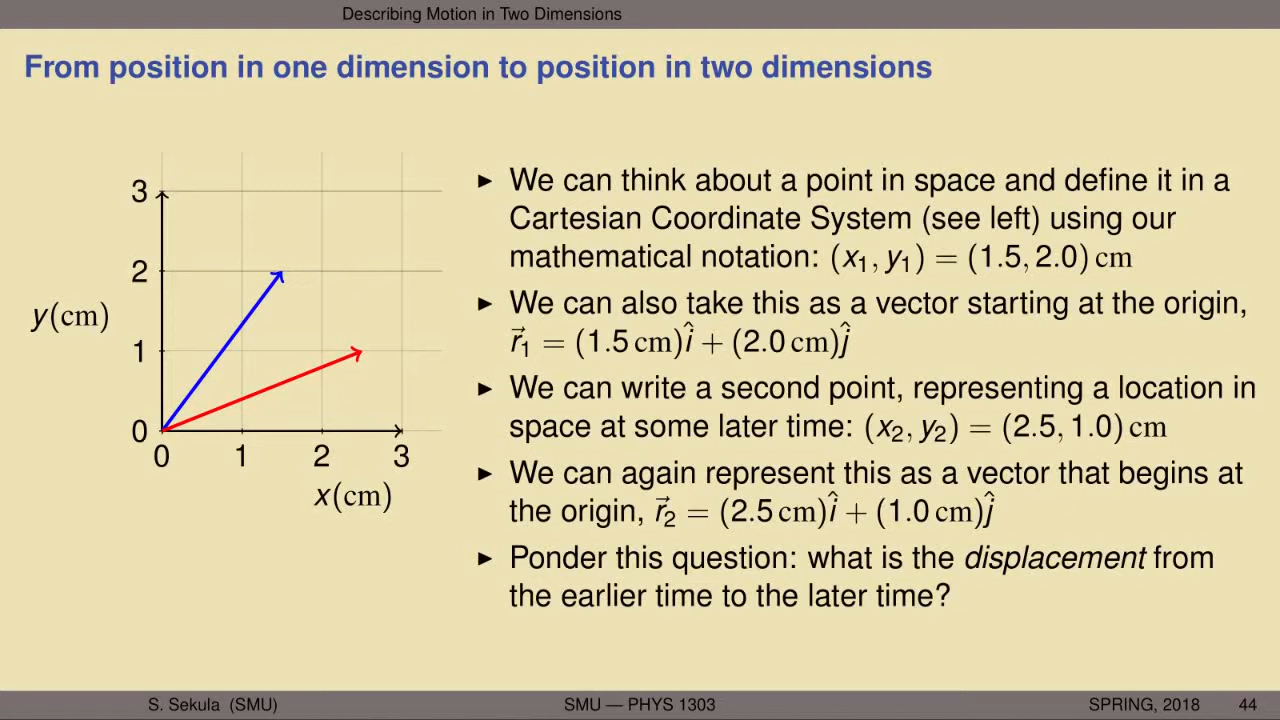 Describing Motion in Two Dimensions
From position in one dimension to position in two dimensions
3
2
1
0
y(cm)
0 1 2 3
x(cm)
▶ We can think about a point in space and define it in a
Cartesian Coordinate System (see left) using our
mathematical notation: (x₁, y₁) = (1.5, 2.0) cm
▶ We can also take this as a vector starting at the origin,
r⃗₁ = (1.5 cm)î + (2.0 cm)ĵ
▶ We can write a second point, representing a location in
space at some later time: (x₂, y₂) = (2.5, 1.0) cm
▶ We can again represent this as a vector that begins at
the origin, r⃗₂ = (2.5 cm)î + (1.0 cm)ĵ
▶ Ponder this question: what is the displacement from
the earlier time to the later time?
S. Sekula (SMU) SMU — PHYS 1303 SPRING, 2018 44